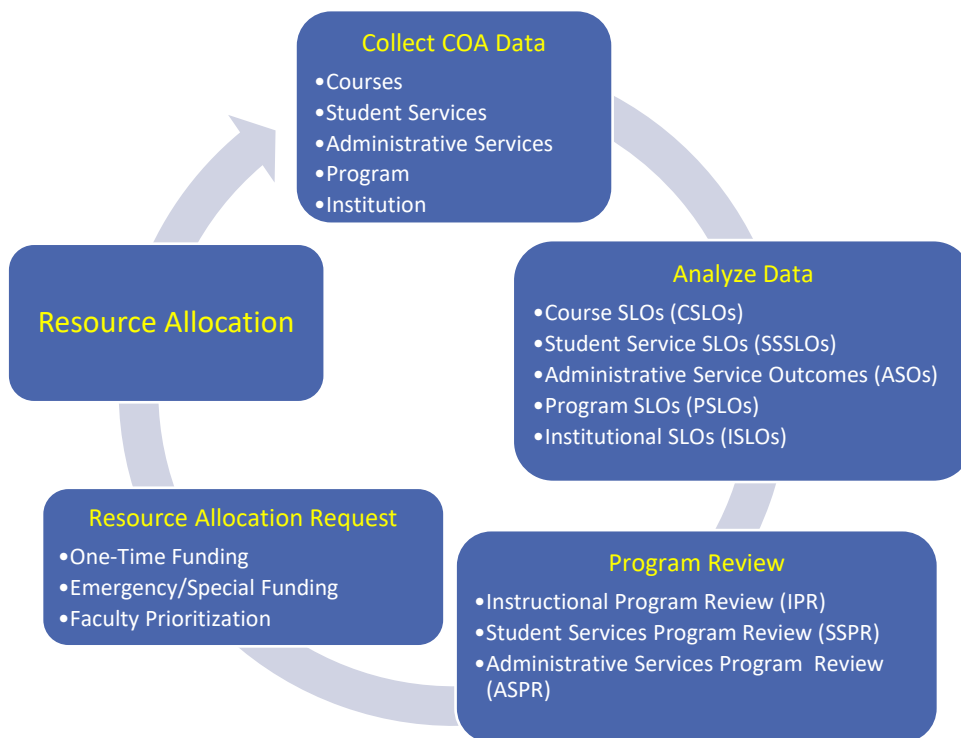 Collect COA Data
•Courses
•Student Services
•Administrative Services
•Program
•Institution
Analyze Data
•Course SLOs (CSLOs)
•Student Service SLOs (SSSLOs)
•Administrative Service Outcomes (ASOs)
•Program SLOs (PSLOs)
•Institutional SLOs (ISLOs)
Program Review
•Instructional Program Review (IPR)
•Student Services Program Review (SSPR)
•Administrative Services Program Review
(ASPR)
Resource Allocation Request
•One-Time Funding
•Emergency/Special Funding
•Faculty Prioritization
Resource Allocation